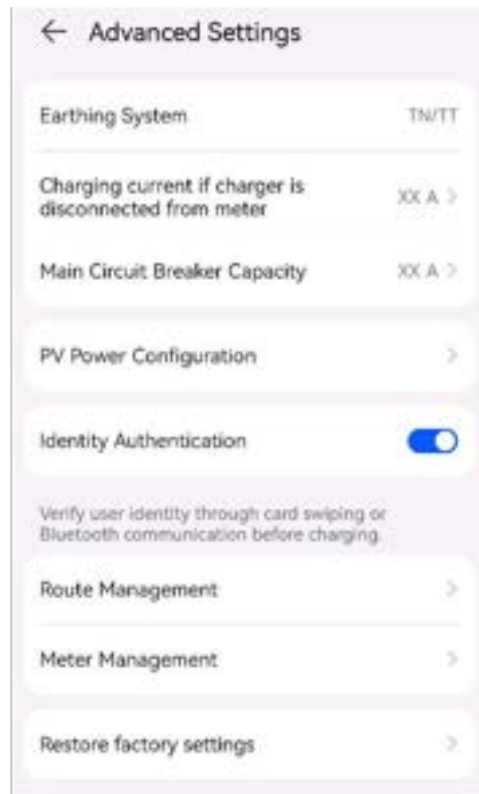 Advanced Settings
Earthing System TN/TT
Charging current if charger is
disconnected from meter XX A
Main Circuit Breaker Capacity XX A
PV Power Configuration
Identity Authentication
Verify user identity through card swiping or
Bluetooth communication before charging.
Route Management
Meter Management
Restore factory settings